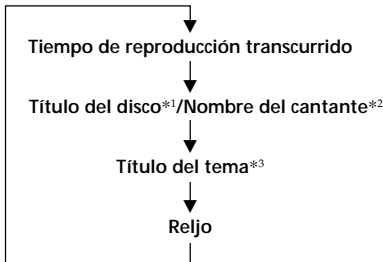 Tiempo de reproducción transcurrido
Título del disco*1/Nombre del cantante*2
Título del tema*3
Reljo